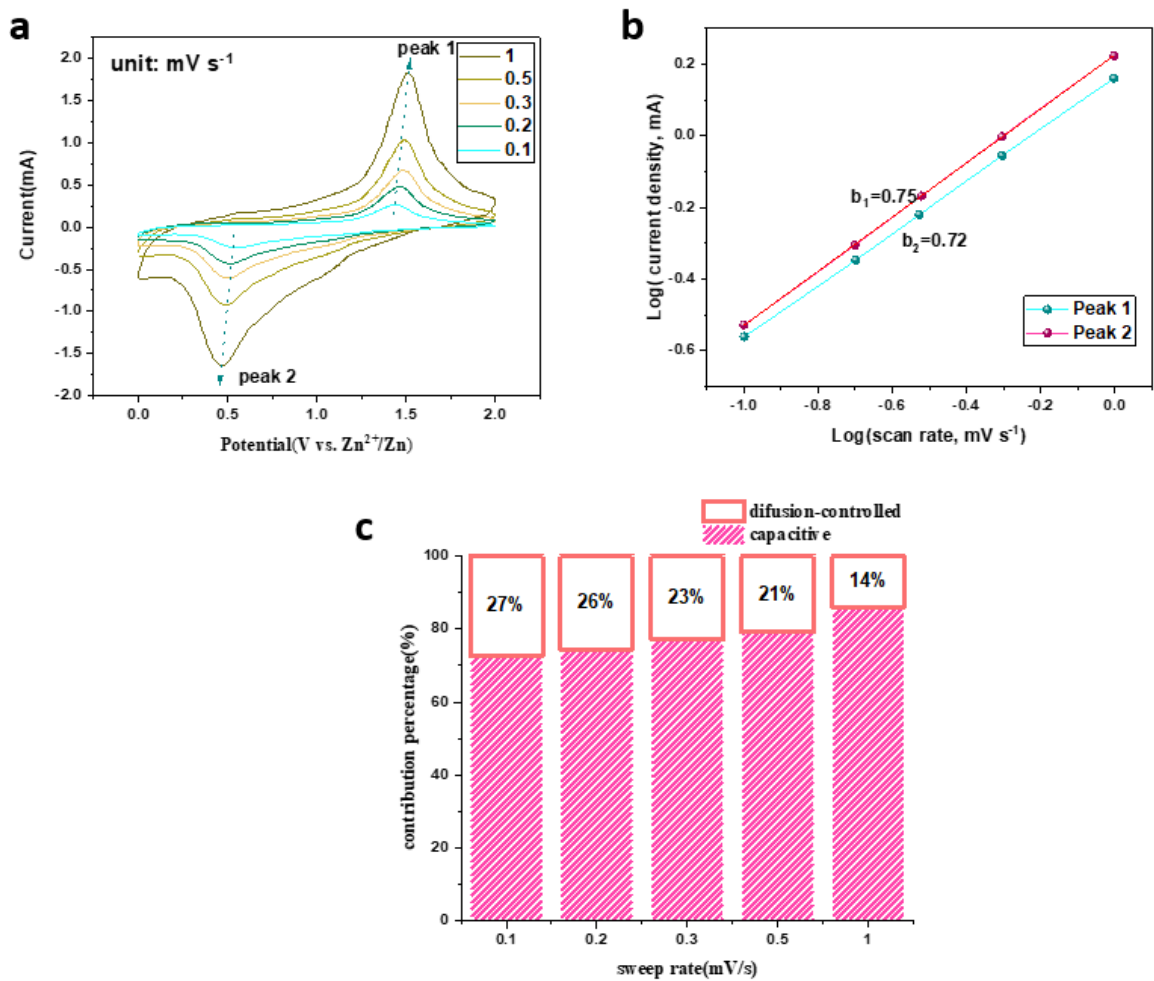 a
unit: mV s⁻¹
peak 1
1
0.5
0.3
0.2
0.1
2.0
1.5
1.0
0.5
0.0
-0.5
-1.0
-1.5
-2.0
Current(mA)
peak 2
0.0 0.5 1.0 1.5 2.0
Potential(V vs. Zn²⁺/Zn)
b
0.2
0.0
-0.2
-0.4
-0.6
Log( current density, mA)
b₁=0.75
b₂=0.72
Peak 1
Peak 2
-1.0 -0.8 -0.6 -0.4 -0.2 0.0
Log(scan rate, mV s⁻¹)
c
difusion-controlled
capacitive
100
80
60
40
20
0
contribution percentage(%)
27% 26% 23% 21% 14%
0.1 0.2 0.3 0.5 1
sweep rate(mV/s)